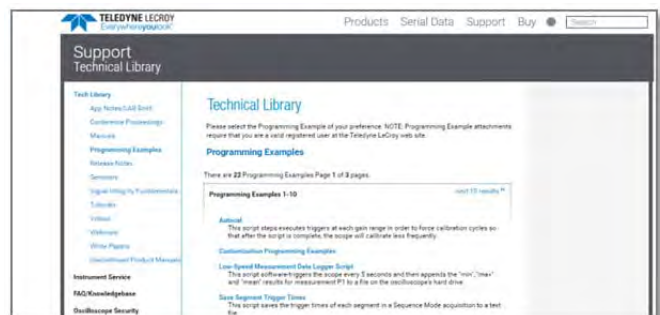 TELEDYNE LECROY
Everywhereyoulook
Products Serial Data Support Buy Search
Support
Technical Library
Tech Library
App Notes/LAB Briefs
Conference Proceedings
Manuals
Programming Examples
Release Notes
Seminars
Signal Integrity Fundamentals
Tutorials
Videos
Webinars
White Papers
Discontinued Product Manuals
Instrument Service
FAQ/Knowledgebase
Oscilloscope Security
Technical Library
Please select the Programming Example of your preference. NOTE: Programming Example attachments
require that you are a valid registered user at the Teledyne LeCroy web site.
Programming Examples
There are 22 Programming Examples Page 1 of 3 pages.
Programming Examples 1-10 next 10 results
Autocal
This script steps executes triggers at each gain range in order to force calibration cycles so
that after the script is complete, the scope will calibrate less frequently.
Customization Programming Examples
Low-Speed Measurement Data Logger Script
This script software-triggers the scope every 5 seconds and then appends the "min", "max"
and "mean" results for measurement P1 to a file on the oscilloscope's hard drive.
Save Segment Trigger Times
This script saves the trigger times of each segment in a Sequence Mode acquisition to a text
file.